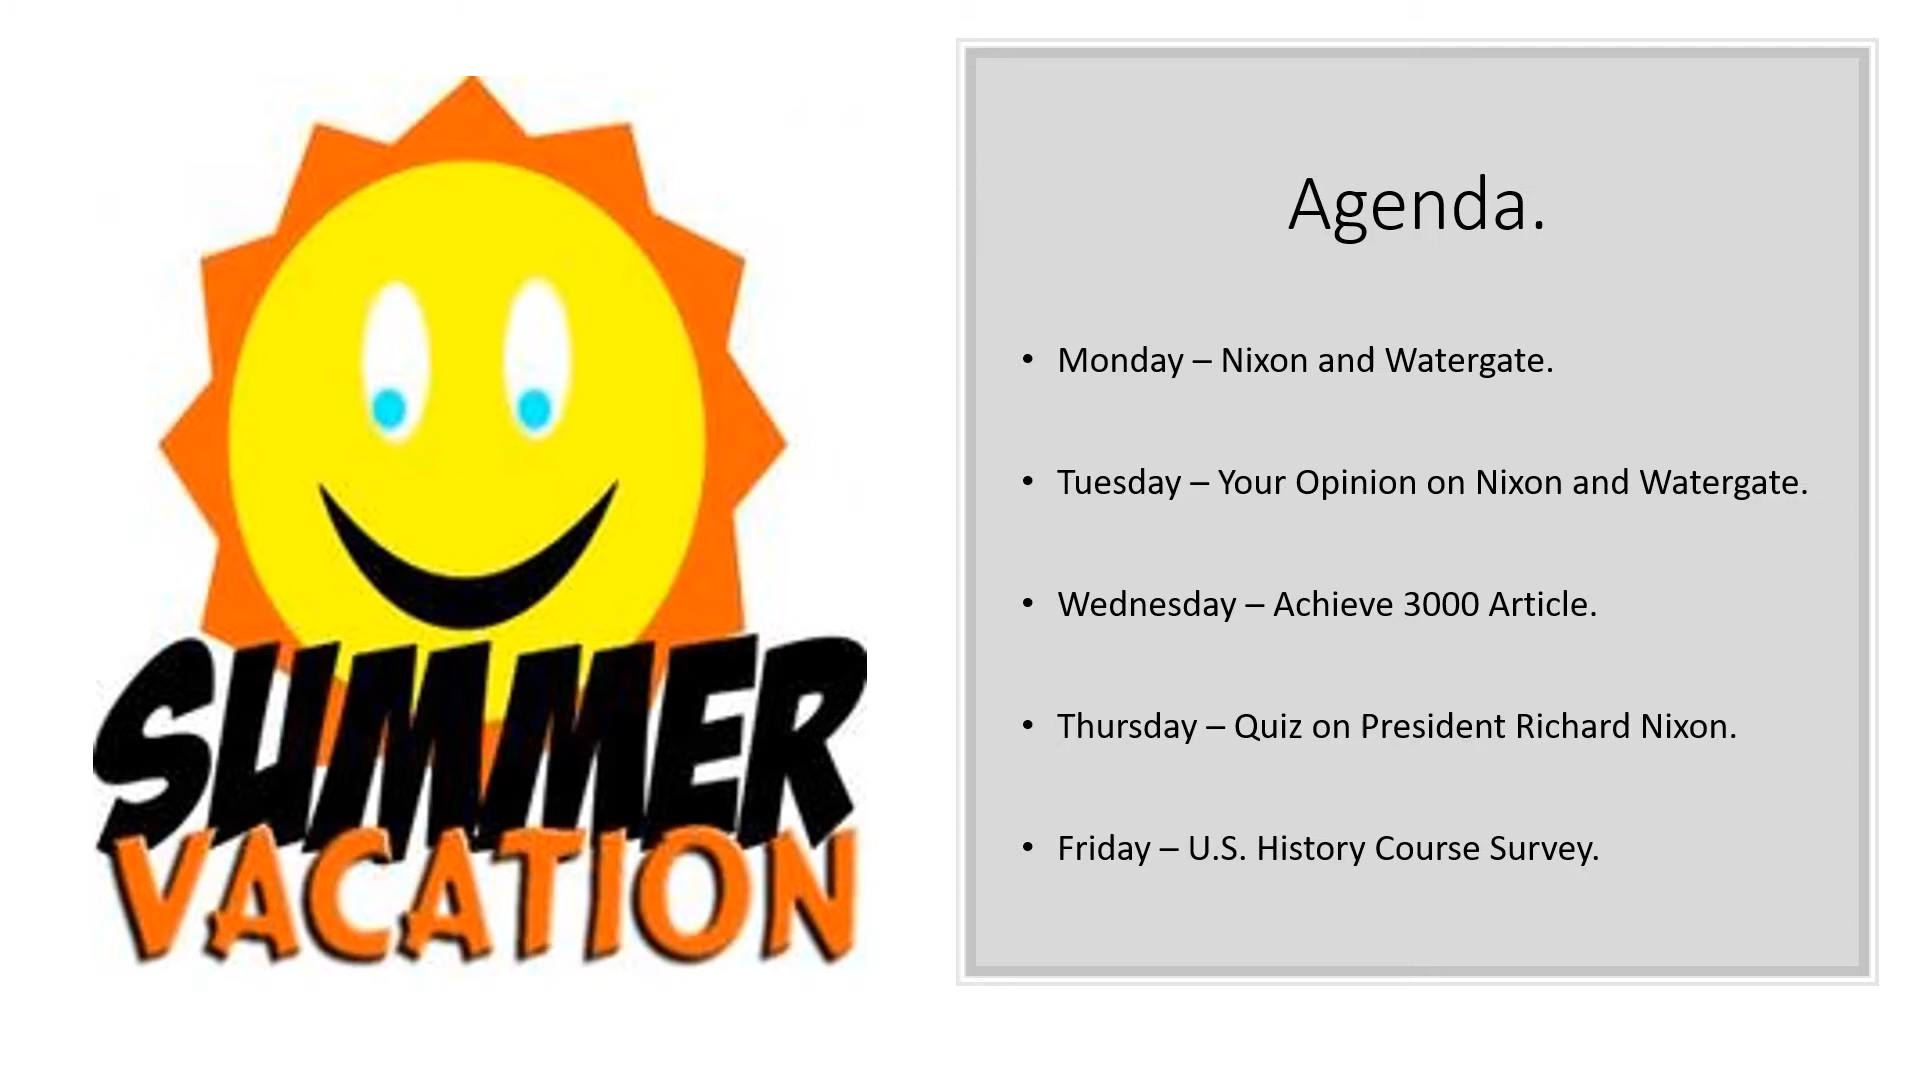 SUMMER
VACATION
Agenda.
• Monday – Nixon and Watergate.
• Tuesday – Your Opinion on Nixon and Watergate.
• Wednesday – Achieve 3000 Article.
• Thursday – Quiz on President Richard Nixon.
• Friday – U.S. History Course Survey.